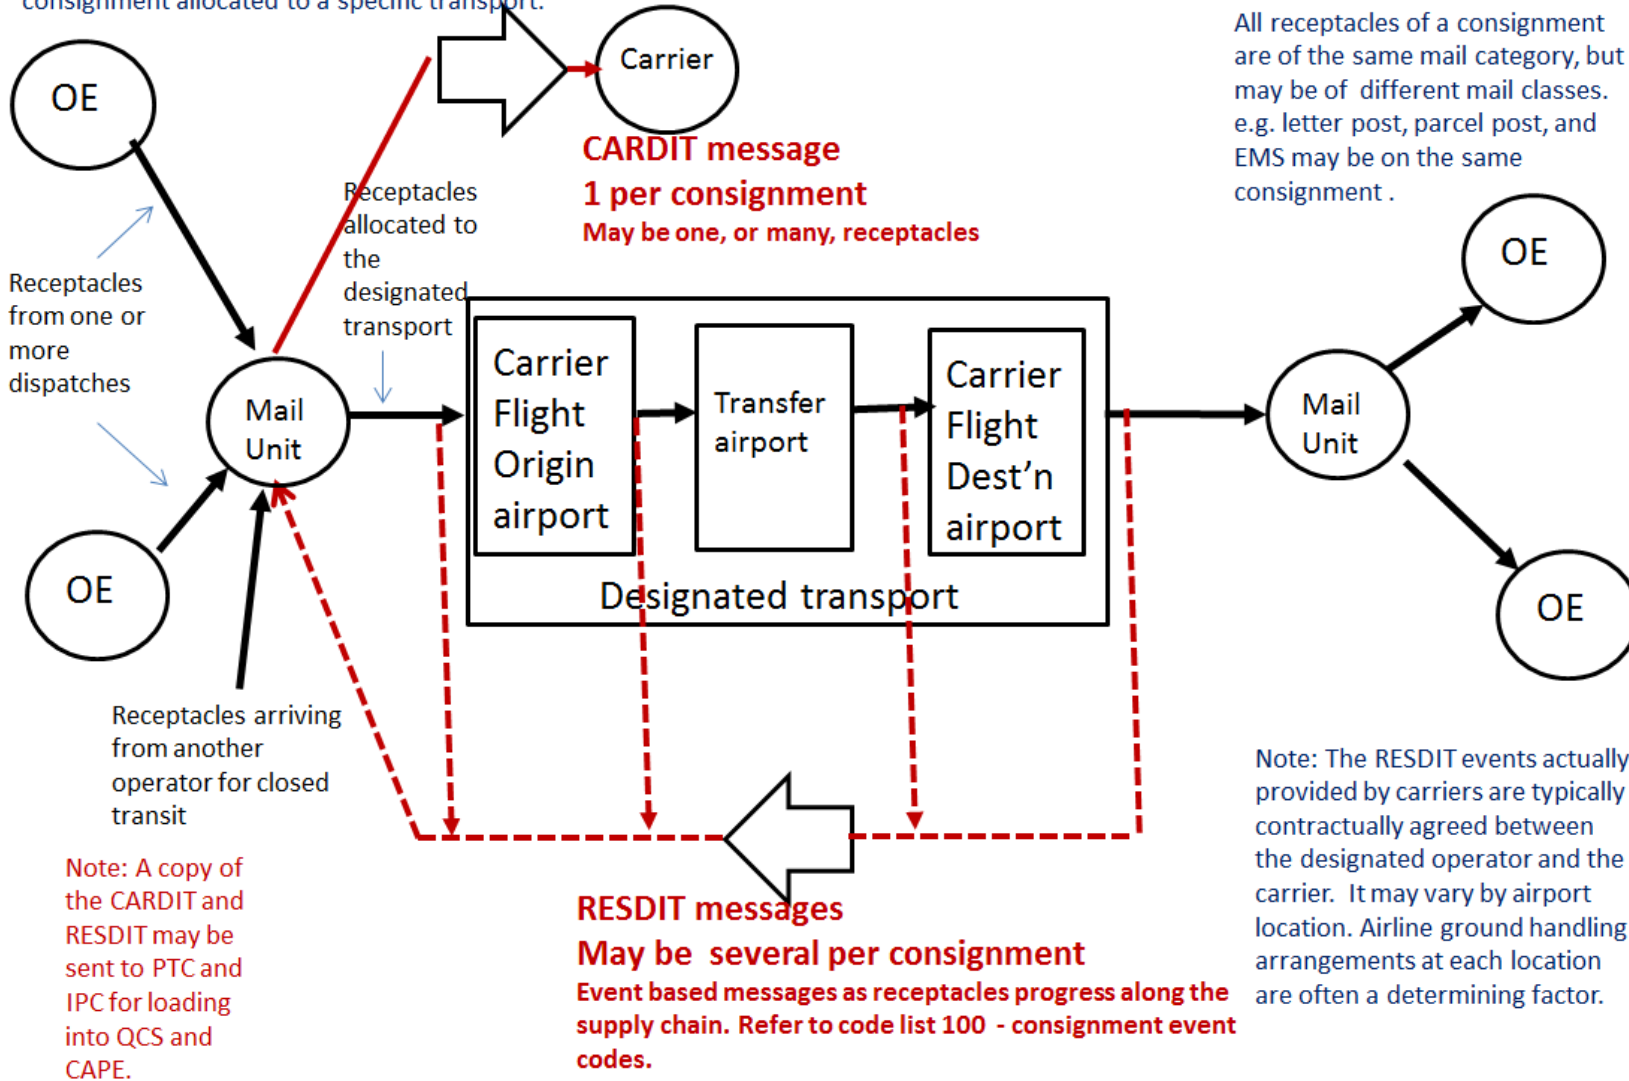 consignment allocated to a specific transport.
OE
Carrier
CARDIT message
1 per consignment
May be one, or many, receptacles
All receptacles of a consignment
are of the same mail category, but
may be of different mail classes.
e.g. letter post, parcel post, and
EMS may be on the same
consignment .
Receptacles
allocated to
the
designated
transport
Receptacles
from one or
more
dispatches
OE
Mail
Unit
Carrier
Flight
Origin
airport
Transfer
airport
Carrier
Flight
Dest’n
airport
Mail
Unit
OE
Designated transport
OE
Receptacles arriving
from another
operator for closed
transit
Note: A copy of
the CARDIT and
RESDIT may be
sent to PTC and
IPC for loading
into QCS and
CAPE.
RESDIT messages
May be several per consignment
Event based messages as receptacles progress along the
supply chain. Refer to code list 100 - consignment event
codes.
Note: The RESDIT events actually
provided by carriers are typically
contractually agreed between
the designated operator and the
carrier. It may vary by airport
location. Airline ground handling
arrangements at each location
are often a determining factor.